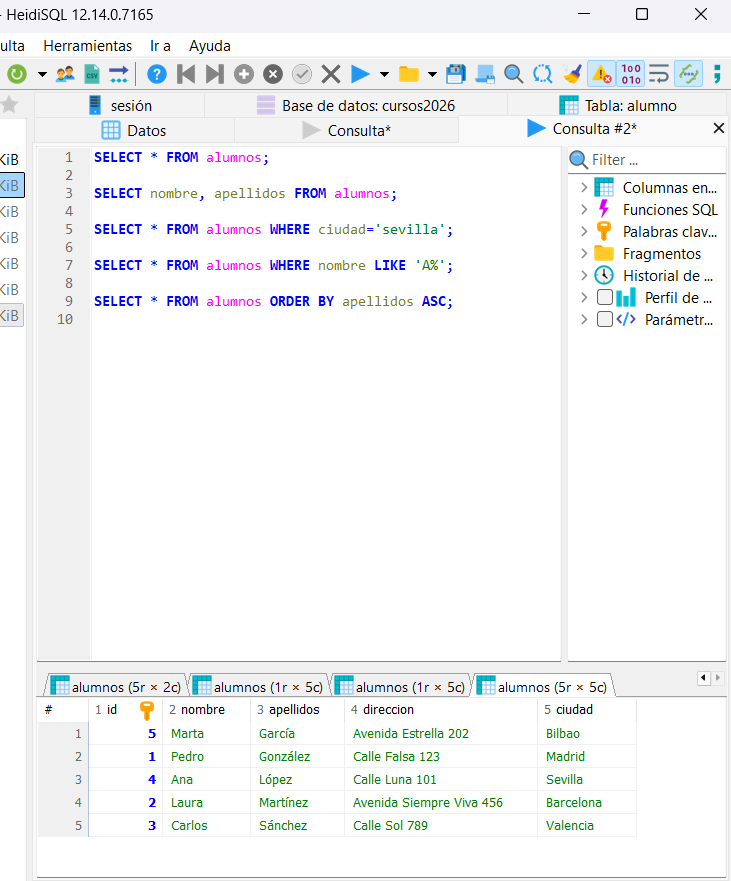 - HeidiSQL 12.14.0.7165
ulta Herramientas Ir a Ayuda
sesión Base de datos: cursos2026 Tabla: alumno
Datos Consulta* Consulta #2*
KiB
KiB
KiB
KiB
KiB
KiB
KiB
1 SELECT * FROM alumnos;
2
3 SELECT nombre, apellidos FROM alumnos;
4
5 SELECT * FROM alumnos WHERE ciudad='sevilla';
6
7 SELECT * FROM alumnos WHERE nombre LIKE 'A%';
8
9 SELECT * FROM alumnos ORDER BY apellidos ASC;
10
Filter ...
Columnas en...
Funciones SQL
Palabras clav...
Fragmentos
Historial de ...
Perfil de ...
Parámetr...
alumnos (5r × 2c) alumnos (1r × 5c) alumnos (1r × 5c) alumnos (5r × 5c)
# 1 id 2 nombre 3 apellidos 4 direccion 5 ciudad
1 5 Marta García Avenida Estrella 202 Bilbao
2 1 Pedro González Calle Falsa 123 Madrid
3 4 Ana López Calle Luna 101 Sevilla
4 2 Laura Martínez Avenida Siempre Viva 456 Barcelona
5 3 Carlos Sánchez Calle Sol 789 Valencia